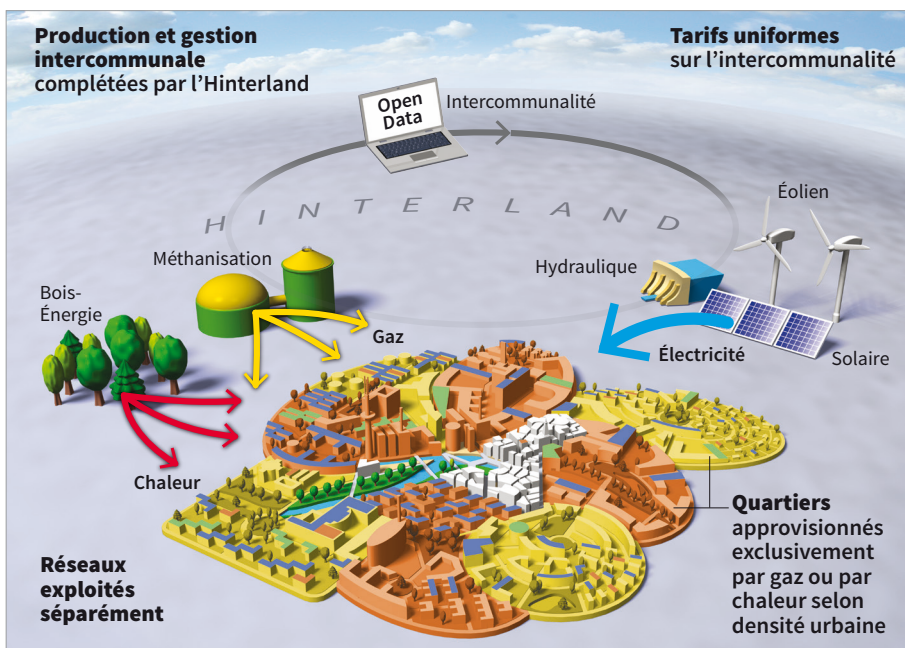 Production et gestion
intercommunale
complétées par l'Hinterland
Tarifs uniformes
sur l'intercommunalité
Open
Data
Intercommunalité
HINTERLAND
Éolien
Méthanisation
Hydraulique
Bois-
Énergie
Gaz
Électricité
Solaire
Chaleur
Quartiers
approvisionnés
exclusivement
par gaz ou par
chaleur selon
densité urbaine
Réseaux
exploités
séparément